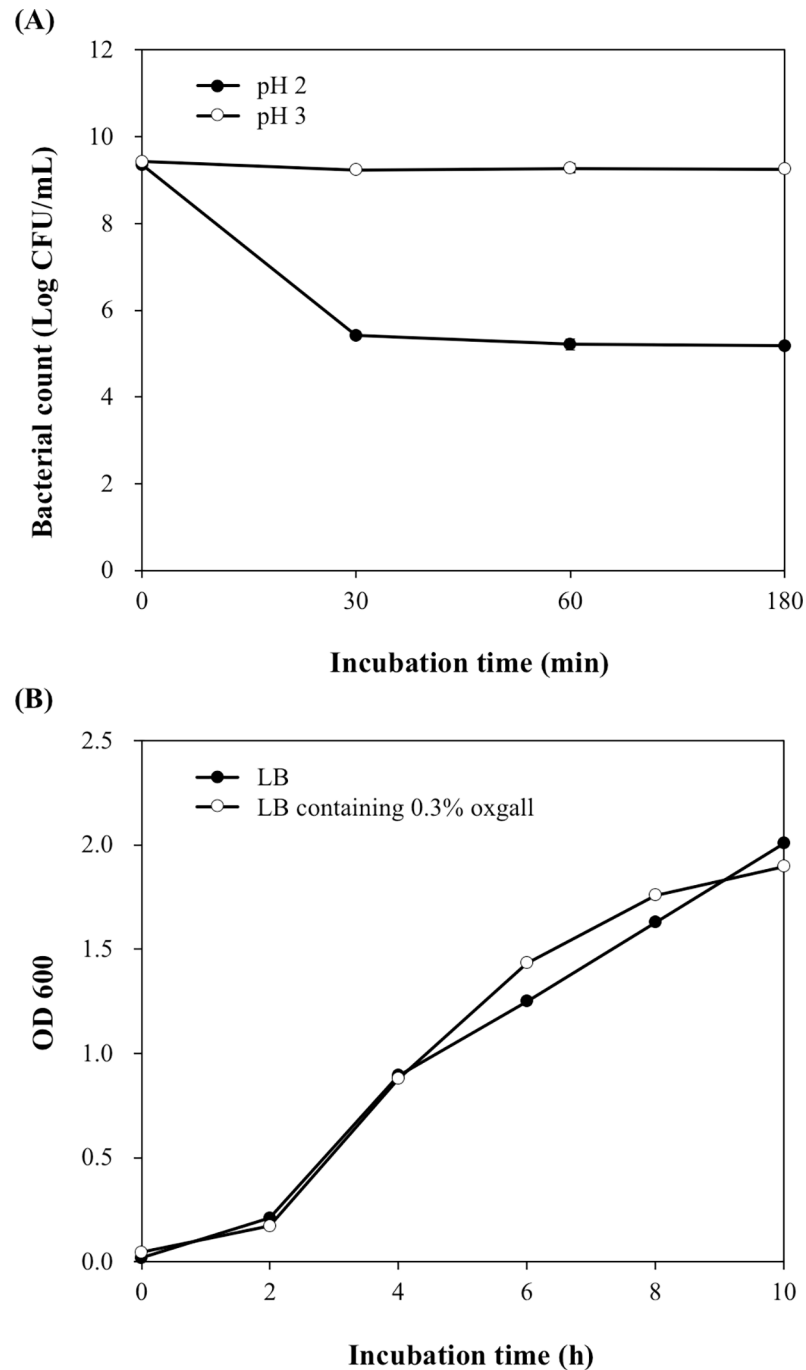 (A)
12
10
8
6
4
2
0
pH 2
pH 3
Bacterial count (Log CFU/mL)
0 30 60 180
Incubation time (min)
(B)
2.5
2.0
1.5
1.0
0.5
0.0
LB
LB containing 0.3% oxgall
OD 600
0 2 4 6 8 10
Incubation time (h)